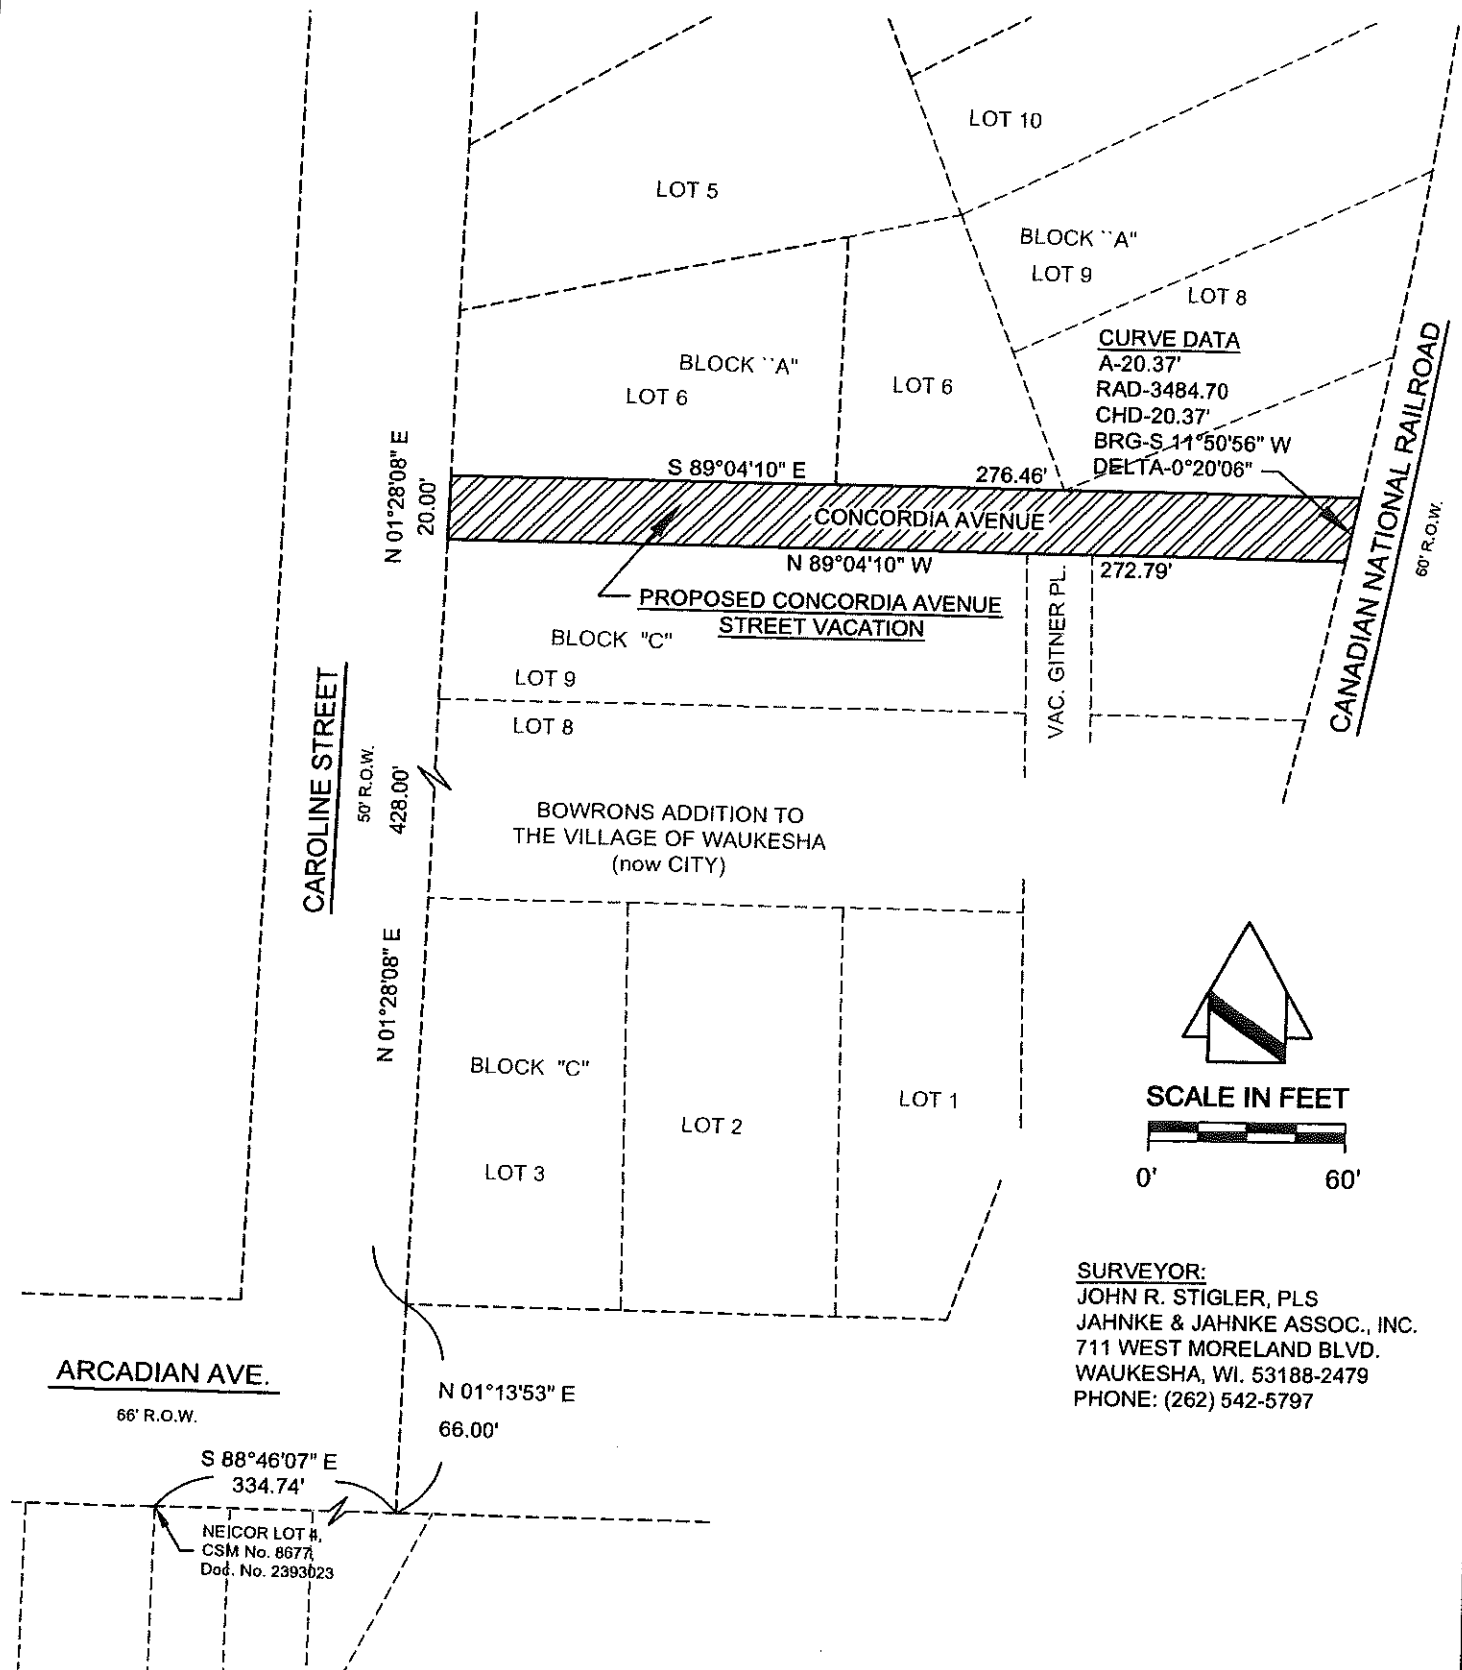 LOT 10
LOT 5
BLOCK ``A"
LOT 9
LOT 8
CURVE DATA
A-20.37'
RAD-3484.70
CHD-20.37'
BRG-S 11°50'56" W
DELTA-0°20'06"
BLOCK ``A"
LOT 6
LOT 6
CANADIAN NATIONAL RAILROAD
60' R.O.W.
N 01°28'08" E
20.00'
S 89°04'10" E
276.46'
CONCORDIA AVENUE
N 89°04'10" W
272.79'
PROPOSED CONCORDIA AVENUE
STREET VACATION
VAC. GITNER PL.
BLOCK "C"
LOT 9
LOT 8
CAROLINE STREET
50' R.O.W.
428.00'
BOWRONS ADDITION TO
THE VILLAGE OF WAUKESHA
(now CITY)
N 01°28'08" E
BLOCK "C"
LOT 3
LOT 2
LOT 1
SCALE IN FEET
0' 60'
SURVEYOR:
JOHN R. STIGLER, PLS
JAHNKE & JAHNKE ASSOC., INC.
711 WEST MORELAND BLVD.
WAUKESHA, WI. 53188-2479
PHONE: (262) 542-5797
ARCADIAN AVE.
66' R.O.W.
N 01°13'53" E
66.00'
S 88°46'07" E
334.74'
NE COR LOT 4,
CSM No. 8677,
Doc. No. 2393023